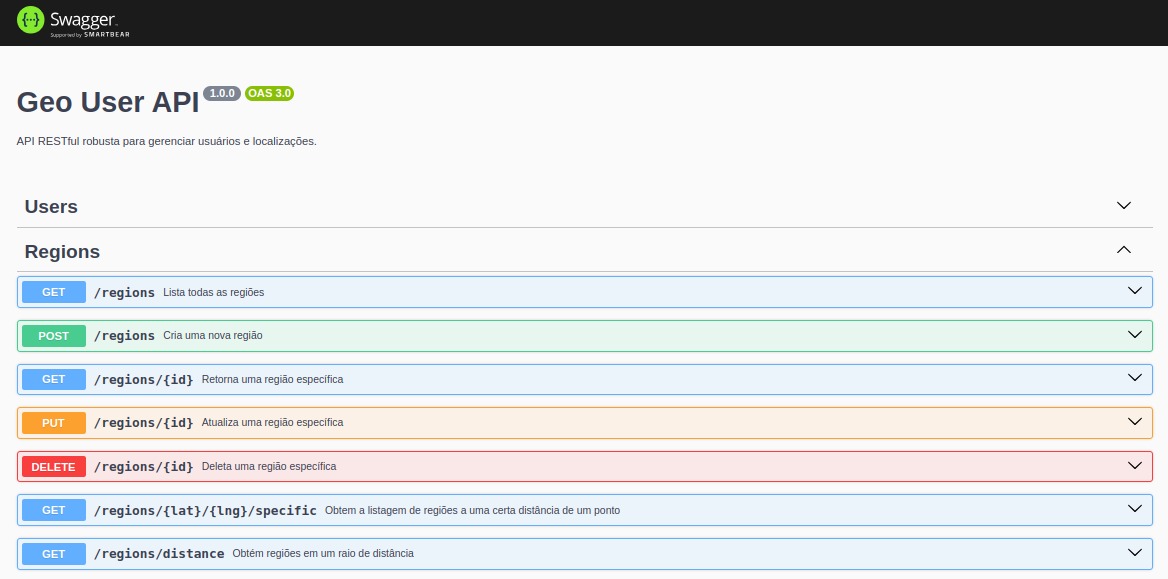 Swagger
Supported by SMARTBEAR
Geo User API 1.0.0 OAS 3.0
API RESTful robusta para gerenciar usuários e localizações.
Users
Regions
GET /regions Lista todas as regiões
POST /regions Cria uma nova região
GET /regions/{id} Retorna uma região específica
PUT /regions/{id} Atualiza uma região específica
DELETE /regions/{id} Deleta uma região específica
GET /regions/{lat}/{lng}/specific Obtem a listagem de regiões a uma certa distância de um ponto
GET /regions/distance Obtém regiões em um raio de distância